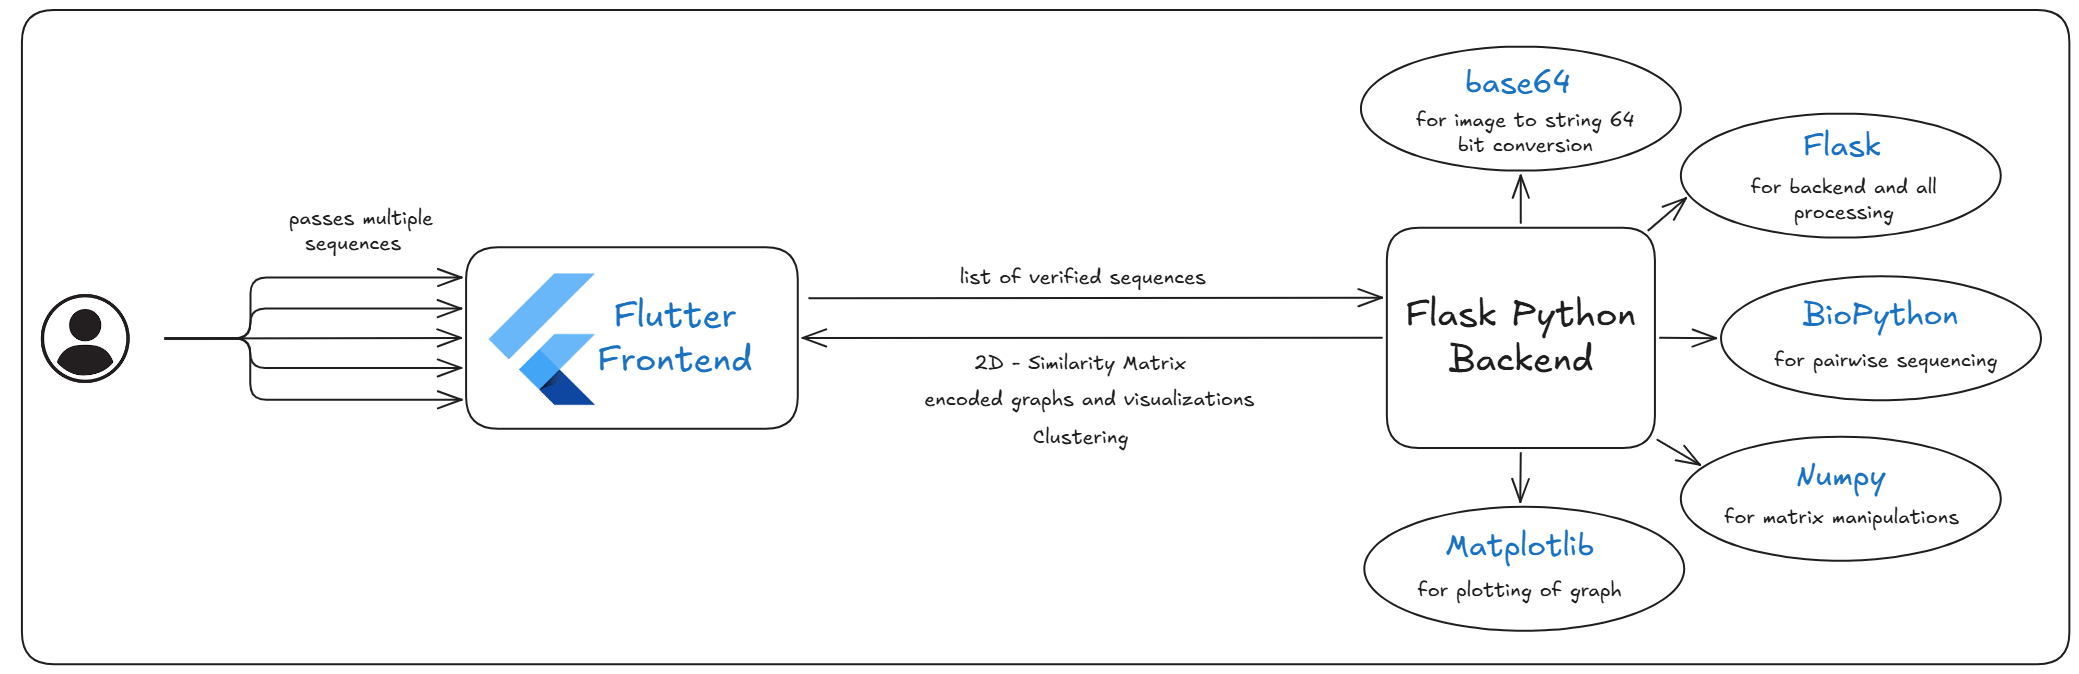 passes multiple
sequences
Flutter
Frontend
list of verified sequences
2D - Similarity Matrix
encoded graphs and visualizations
Clustering
Flask Python
Backend
base64
for image to string 64
bit conversion
Flask
for backend and all
processing
BioPython
for pairwise sequencing
Numpy
for matrix manipulations
Matplotlib
for plotting of graph